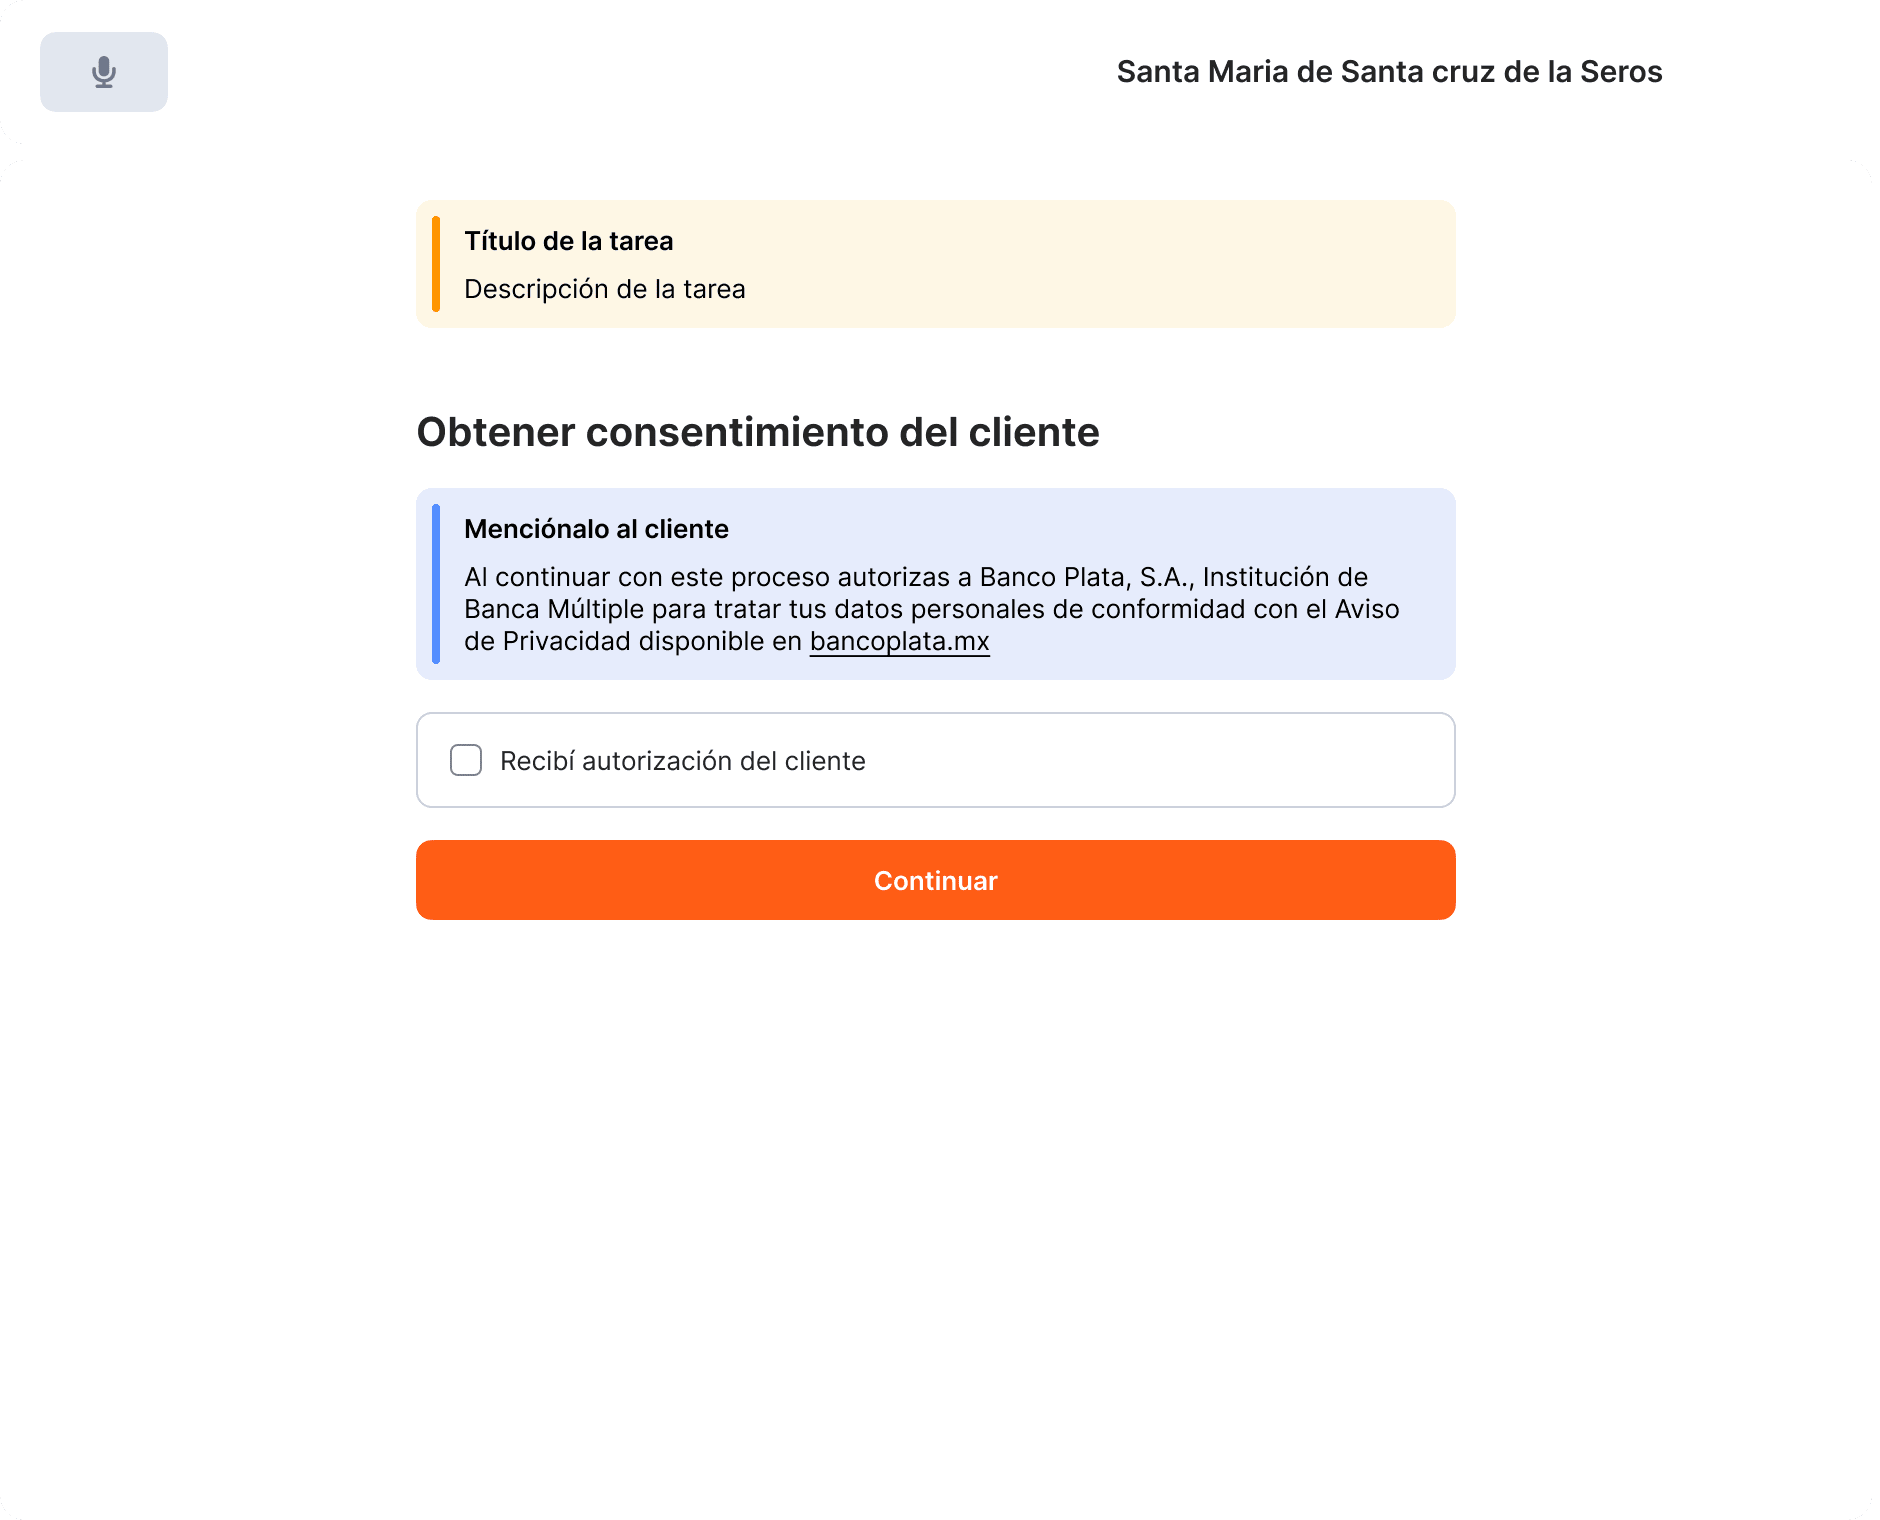 Santa Maria de Santa cruz de la Seros
Título de la tarea
Descripción de la tarea
Obtener consentimiento del cliente
Menciónalo al cliente
Al continuar con este proceso autorizas a Banco Plata, S.A., Institución de
Banca Múltiple para tratar tus datos personales de conformidad con el Aviso
de Privacidad disponible en bancoplata.mx
Recibí autorización del cliente
Continuar